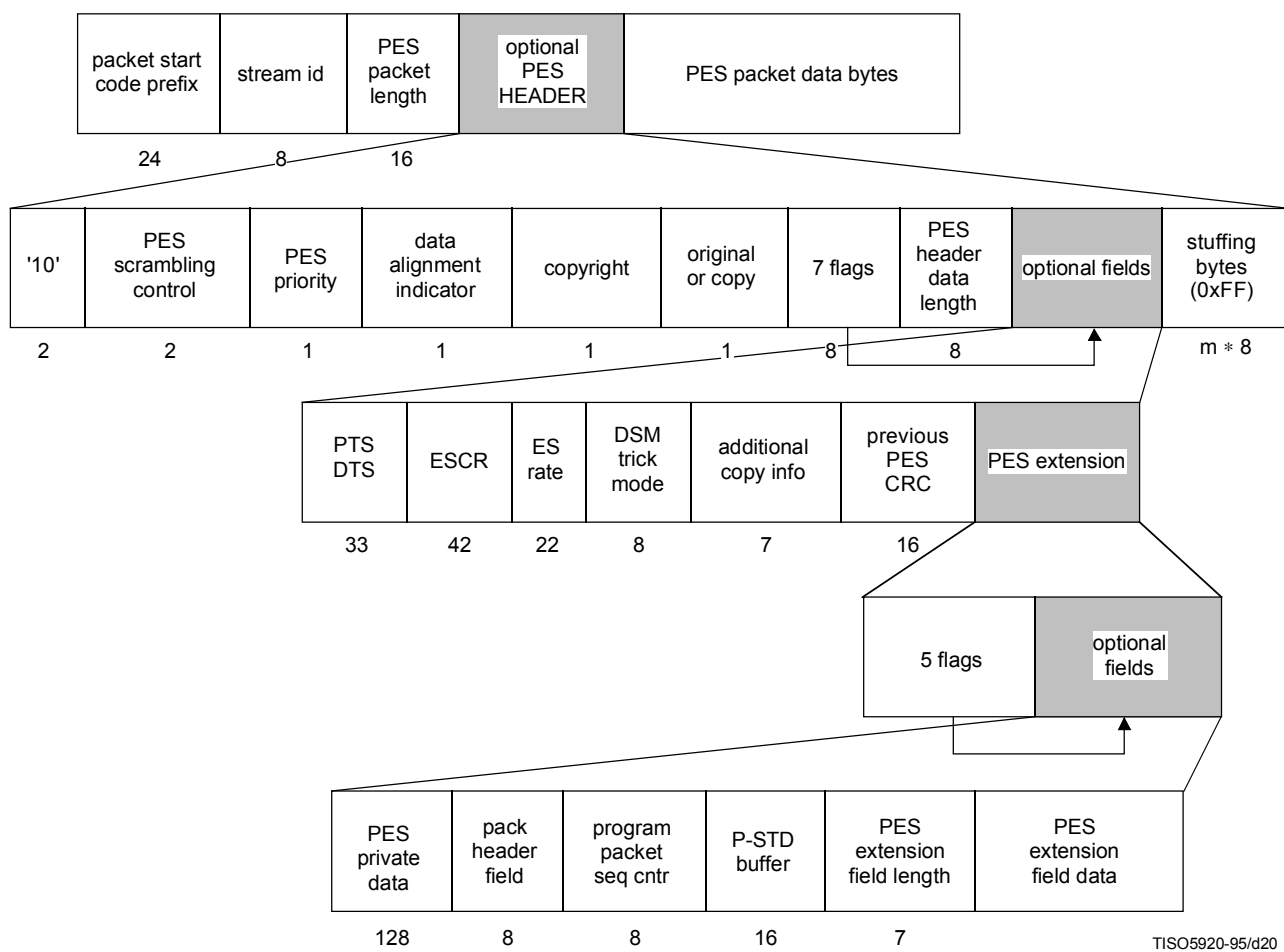 packet start
code prefix
stream id
PES
packet
length
optional
PES
HEADER
PES packet data bytes
24
8
16
'10'
PES
scrambling
control
PES
priority
data
alignment
indicator
copyright
original
or copy
7 flags
PES
header
data
length
optional fields
stuffing
bytes
(0xFF)
2
2
1
1
1
1
8
8
m * 8
PTS
DTS
ESCR
ES
rate
DSM
trick
mode
additional
copy info
previous
PES
CRC
PES extension
33
42
22
8
7
16
5 flags
optional
fields
PES
private
data
pack
header
field
program
packet
seq cntr
P-STD
buffer
PES
extension
field length
PES
extension
field data
128
8
8
16
7
TISO5920-95/d20